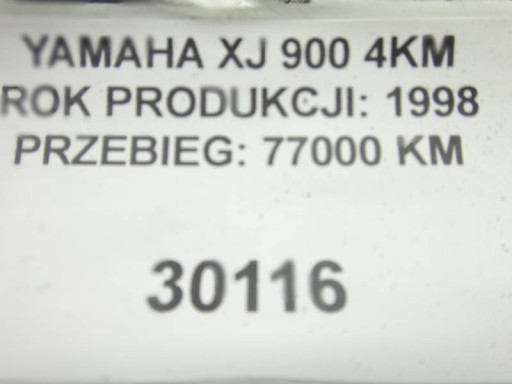 YAMAHA XJ 900 4KM
ROK PRODUKCJI: 1998
PRZEBIEG: 77000 KM
30116